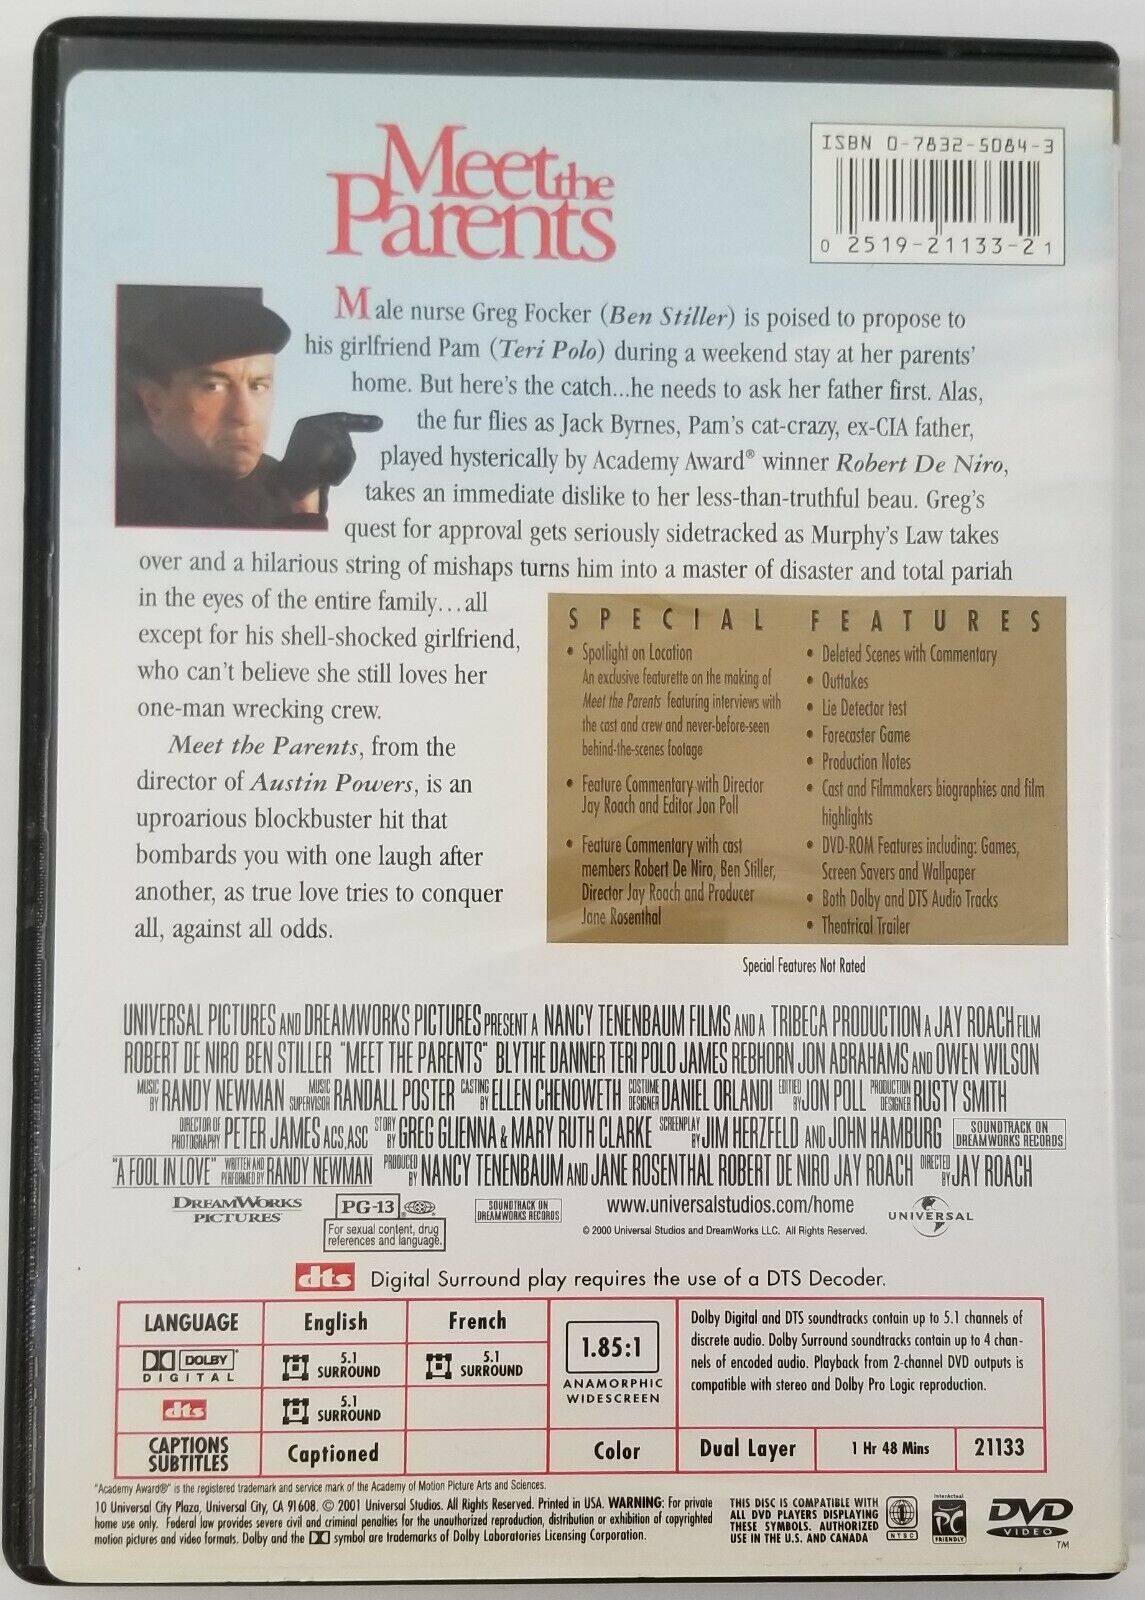 Meet the
Parents
ISBN 0-7832-5084-3
0 2519-21133-2 1
Male nurse Greg Focker (Ben Stiller) is poised to propose to
his girlfriend Pam (Teri Polo) during a weekend stay at her parents'
home. But here's the catch...he needs to ask her father first. Alas,
the fur flies as Jack Byrnes, Pam's cat-crazy, ex-CIA father,
played hysterically by Academy Award® winner Robert De Niro,
takes an immediate dislike to her less-than-truthful beau. Greg's
quest for approval gets seriously sidetracked as Murphy's Law takes
over and a hilarious string of mishaps turns him into a master of disaster and total pariah
in the eyes of the entire family...all
except for his shell-shocked girlfriend,
who can't believe she still loves her
one-man wrecking crew.
Meet the Parents, from the
director of Austin Powers, is an
uproarious blockbuster hit that
bombards you with one laugh after
another, as true love tries to conquer
all, against all odds.
SPECIAL FEATURES
• Spotlight on Location
An exclusive featurette on the making of
Meet the Parents featuring interviews with
the cast and crew and never-before-seen
behind-the-scenes footage
• Feature Commentary with Director
Jay Roach and Editor Jon Poll
• Feature Commentary with cast
members Robert De Niro, Ben Stiller,
Director Jay Roach and Producer
Jane Rosenthal
• Deleted Scenes with Commentary
• Outtakes
• Lie Detector test
• Forecaster Game
• Production Notes
• Cast and Filmmakers biographies and film
highlights
• DVD-ROM Features including: Games,
Screen Savers and Wallpaper
• Both Dolby and DTS Audio Tracks
• Theatrical Trailer
Special Features Not Rated
UNIVERSAL PICTURES AND DREAMWORKS PICTURES PRESENT A NANCY TENENBAUM FILMS AND A TRIBECA PRODUCTION A JAY ROACH FILM
ROBERT DE NIRO BEN STILLER "MEET THE PARENTS" BLYTHE DANNER TERI POLO JAMES REBHORN JON ABRAHAMS AND OWEN WILSON
MUSIC BY RANDY NEWMAN MUSIC SUPERVISOR RANDALL POSTER CASTING BY ELLEN CHENOWETH COSTUME DESIGNER DANIEL ORLANDI EDITED BY JON POLL PRODUCTION DESIGNER RUSTY SMITH
DIRECTOR OF PHOTOGRAPHY PETER JAMES ACS, ASC STORY BY GREG GLIENNA & MARY RUTH CLARKE SCREENPLAY BY JIM HERZFELD AND JOHN HAMBURG SOUNDTRACK ON DREAMWORKS RECORDS
"A FOOL IN LOVE" WRITTEN AND PERFORMED BY RANDY NEWMAN PRODUCED BY NANCY TENENBAUM AND JANE ROSENTHAL ROBERT DE NIRO JAY ROACH DIRECTED BY JAY ROACH
DREAMWORKS
PICTURES
PG-13
For sexual content, drug
references and language.
SOUNDTRACK ON
DREAMWORKS RECORDS
www.universalstudios.com/home
© 2000 Universal Studios and DreamWorks LLC. All Rights Reserved.
UNIVERSAL
dts Digital Surround play requires the use of a DTS Decoder.
LANGUAGE English French
DOLBY DIGITAL 5.1 SURROUND 5.1 SURROUND
dts 5.1 SURROUND
CAPTIONS SUBTITLES Captioned
1.85:1
ANAMORPHIC
WIDESCREEN
Color
Dolby Digital and DTS soundtracks contain up to 5.1 channels of
discrete audio. Dolby Surround soundtracks contain up to 4 chan-
nels of encoded audio. Playback from 2-channel DVD outputs is
compatible with stereo and Dolby Pro Logic reproduction.
Dual Layer 1 Hr 48 Mins 21133
"Academy Award®" is the registered trademark and service mark of the Academy of Motion Picture Arts and Sciences.
10 Universal City Plaza, Universal City, CA 91608. © 2001 Universal Studios. All Rights Reserved. Printed in USA. WARNING: For private
home use only. Federal law provides severe civil and criminal penalties for the unauthorized reproduction, distribution or exhibition of copyrighted
motion pictures and video formats. Dolby and the symbol are trademarks of Dolby Laboratories Licensing Corporation.
THIS DISC IS COMPATIBLE WITH
ALL DVD PLAYERS DISPLAYING
THESE SYMBOLS. AUTHORIZED
USE IN THE U.S. AND CANADA
1
NTSC
InterActual
PC
FRIENDLY
DVD
VIDEO
TM